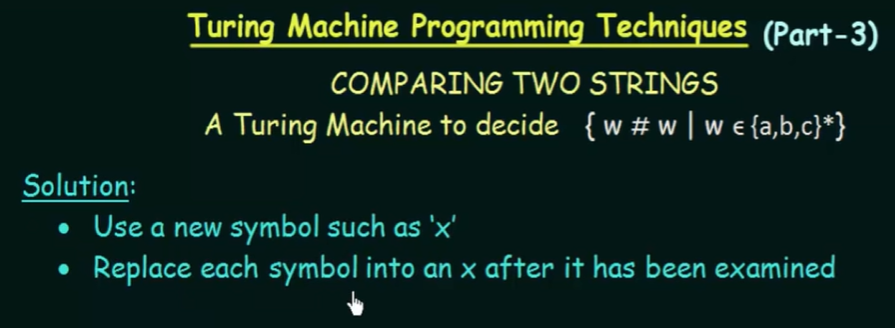 Turing Machine Programming Techniques (Part-3)
COMPARING TWO STRINGS
A Turing Machine to decide { w # w | w ϵ {a,b,c}*}
Solution:
• Use a new symbol such as ‘x’
• Replace each symbol into an x after it has been examined